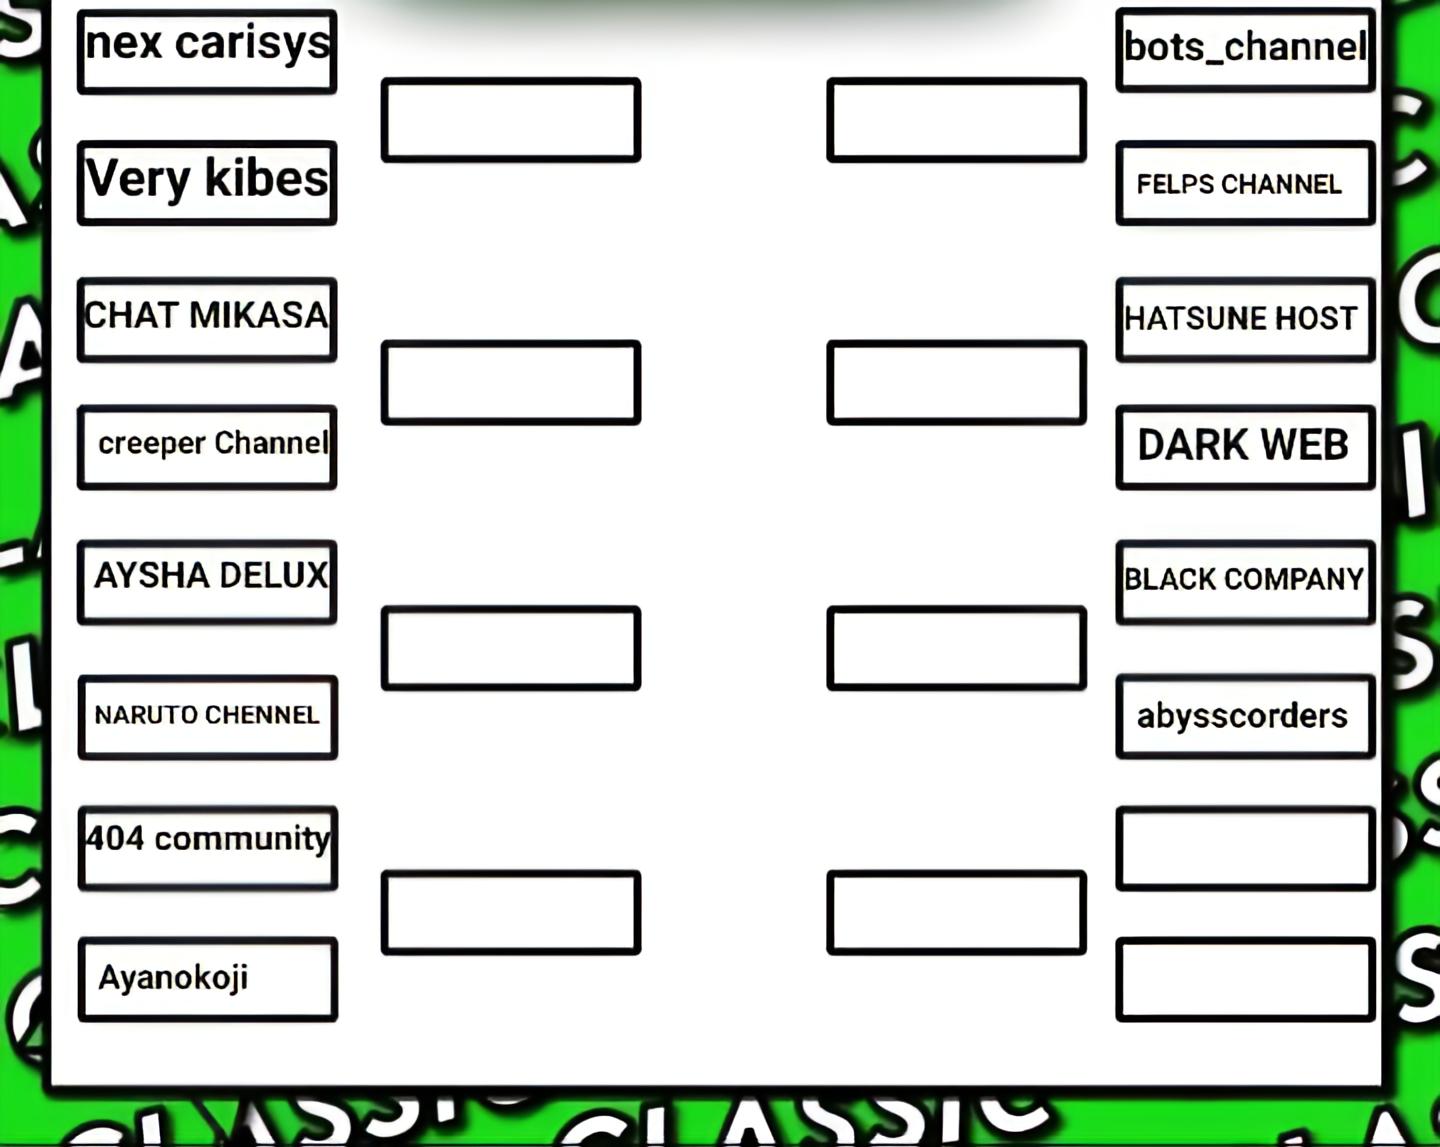 nex carisys
Very kibes
CHAT MIKASA
creeper Channel
AYSHA DELUX
NARUTO CHENNEL
404 community
Ayanokoji
bots_channel
FELPS CHANNEL
HATSUNE HOST
DARK WEB
BLACK COMPANY
abysscorders
CLASSIC
CLASSIC